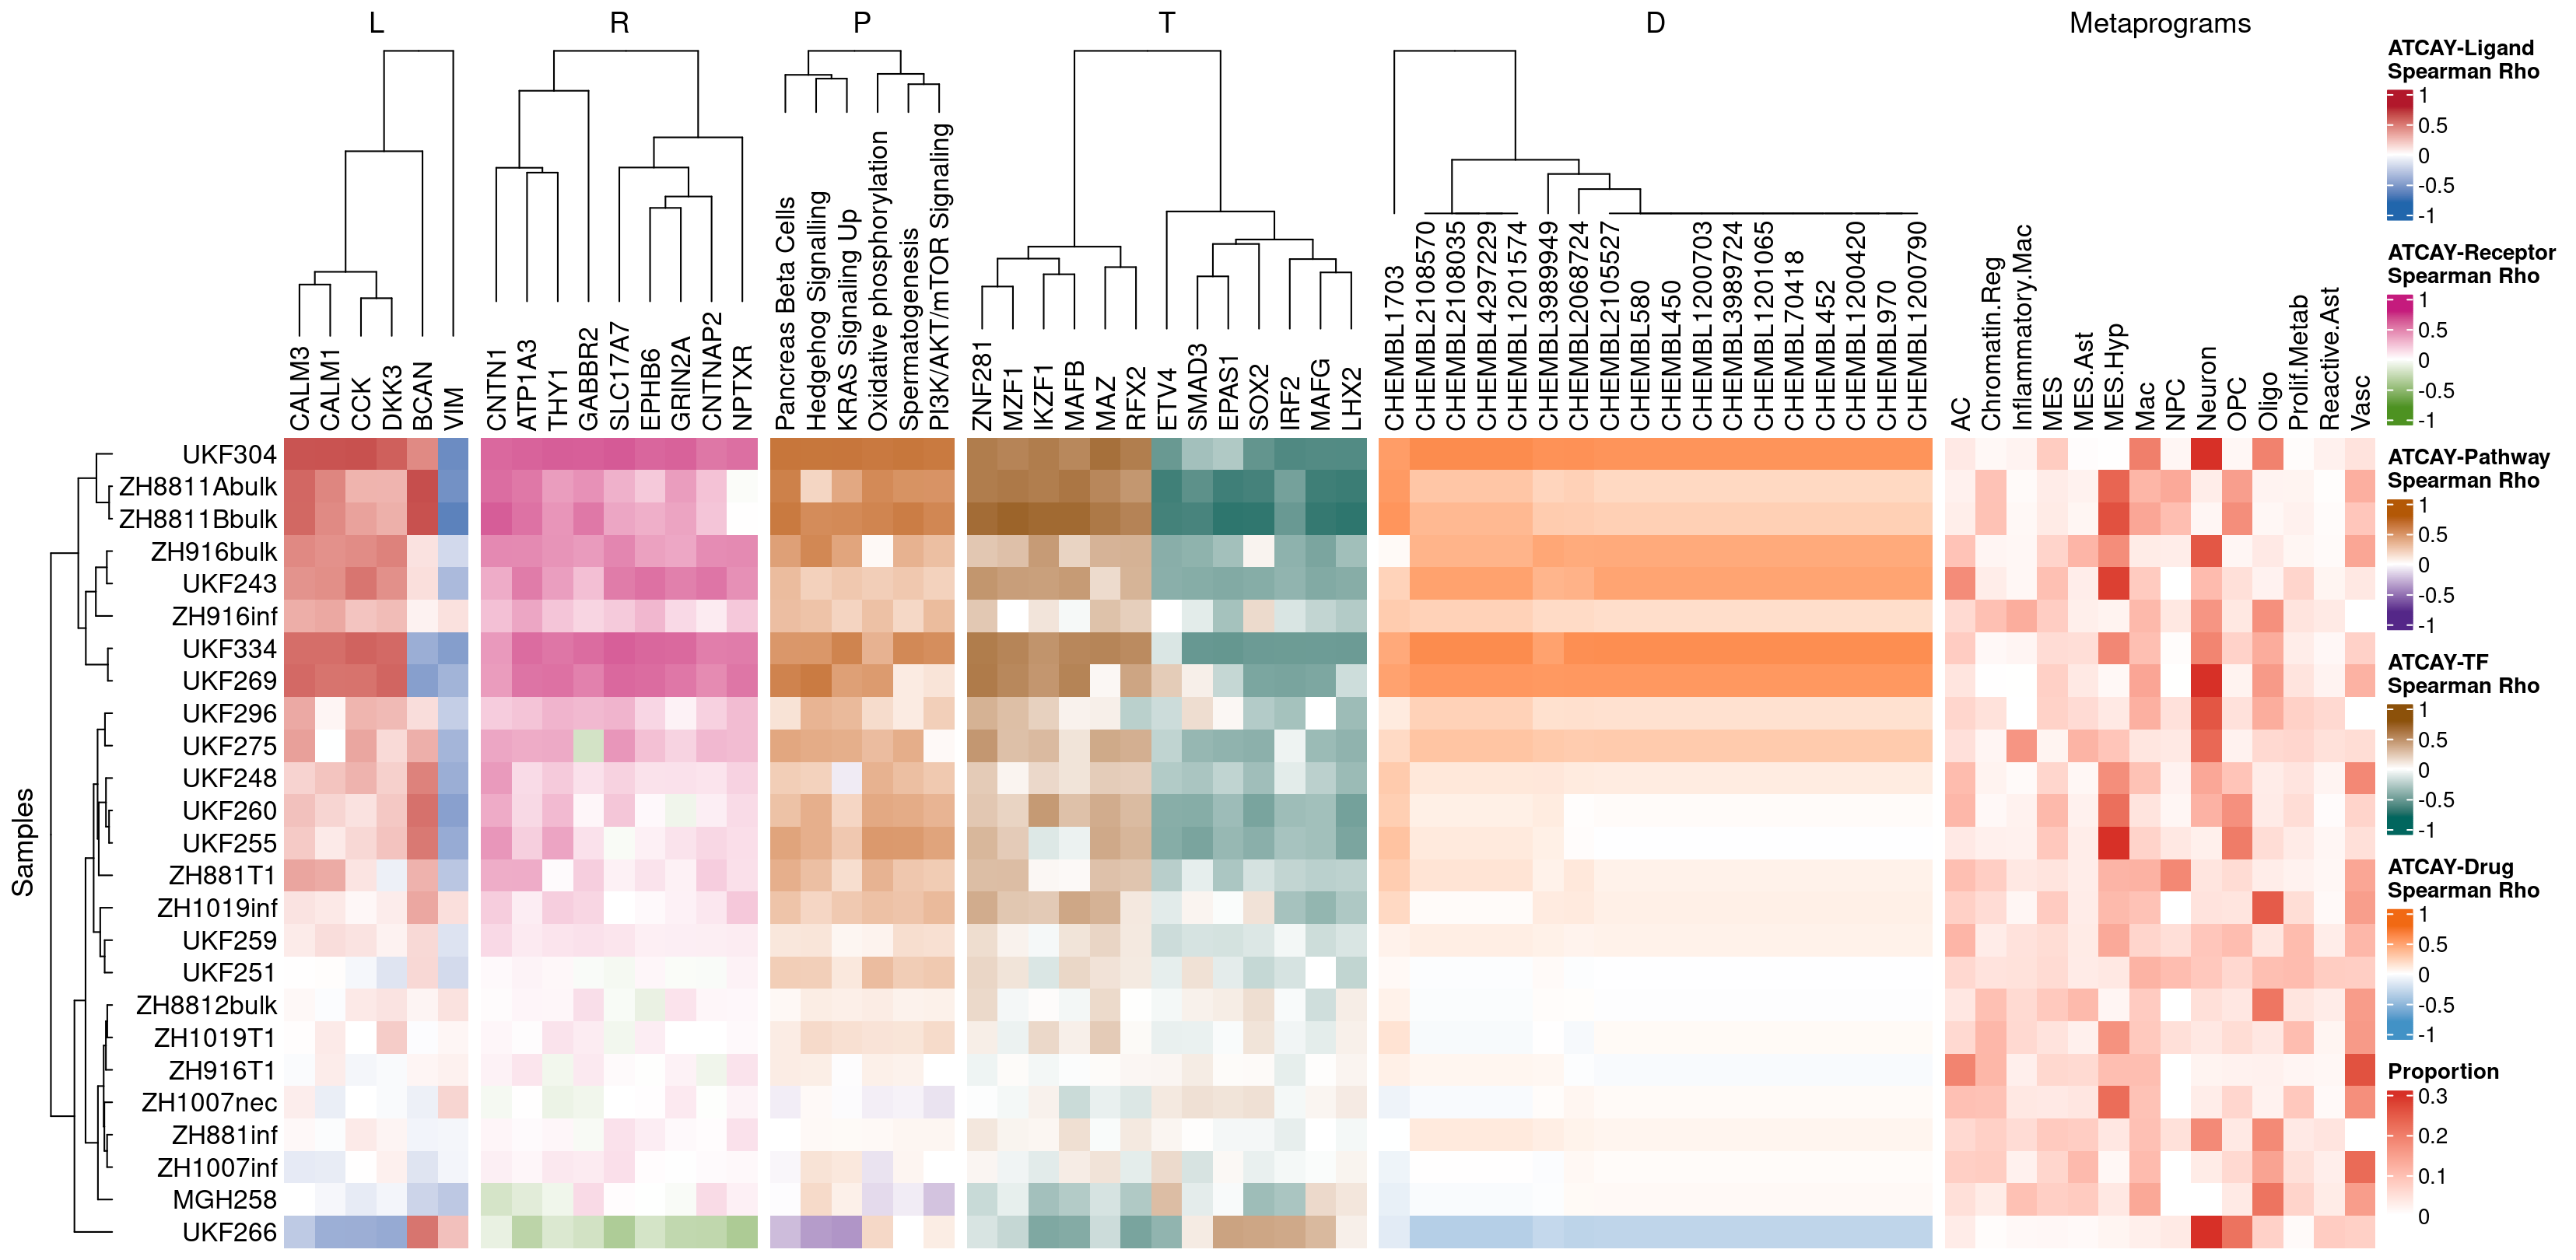 L R P T D Metaprograms
CALM3 CALM1 CCK DKK3 BCAN VIM
CNTN1 ATP1A3 THY1 GABBR2 SLC17A7 EPHB6 GRIN2A CNTNAP2 NPTXR
Pancreas Beta Cells
Hedgehog Signalling
KRAS Signaling Up
Oxidative phosphorylation
Spermatogenesis
PI3K/AKT/mTOR Signaling
ZNF281 MZF1 IKZF1 MAFB MAZ RFX2 ETV4 SMAD3 EPAS1 SOX2 IRF2 MAFG LHX2
CHEMBL1703
CHEMBL2108570
CHEMBL2108035
CHEMBL4297229
CHEMBL1201574
CHEMBL3989949
CHEMBL2068724
CHEMBL2105527
CHEMBL580
CHEMBL450
CHEMBL1200703
CHEMBL3989724
CHEMBL1201065
CHEMBL70418
CHEMBL452
CHEMBL1200420
CHEMBL970
CHEMBL1200790
AC
Chromatin.Reg
Inflammatory.Mac
MES
MES.Ast
MES.Hyp
Mac
NPC
Neuron
OPC
Oligo
Prolif.Metab
Reactive.Ast
Vasc
Samples
UKF304
ZH8811Abulk
ZH8811Bbulk
ZH916bulk
UKF243
ZH916inf
UKF334
UKF269
UKF296
UKF275
UKF248
UKF260
UKF255
ZH881T1
ZH1019inf
UKF259
UKF251
ZH8812bulk
ZH1019T1
ZH916T1
ZH1007nec
ZH881inf
ZH1007inf
MGH258
UKF266
ATCAY-Ligand
Spearman Rho
1
0.5
0
-0.5
-1
ATCAY-Receptor
Spearman Rho
1
0.5
0
-0.5
-1
ATCAY-Pathway
Spearman Rho
1
0.5
0
-0.5
-1
ATCAY-TF
Spearman Rho
1
0.5
0
-0.5
-1
ATCAY-Drug
Spearman Rho
1
0.5
0
-0.5
-1
Proportion
0.3
0.2
0.1
0